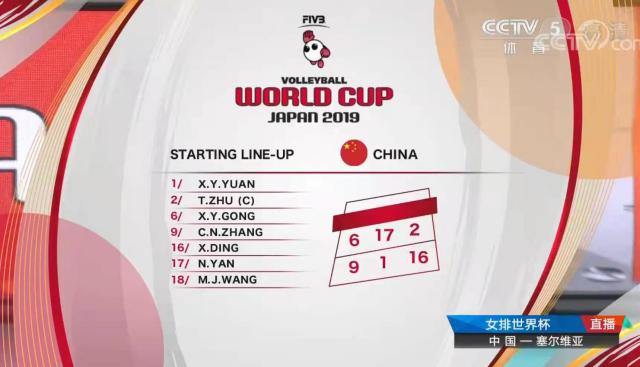 FIVB
VOLLEYBALL
WORLD CUP
JAPAN 2019
CCTV 5
体育
CCTV
.com
STARTING LINE-UP CHINA
1/ X.Y.YUAN
2/ T.ZHU (C)
6/ X.Y.GONG
9/ C.N.ZHANG
16/ X.DING
17/ N.YAN
18/ M.J.WANG
6 17 2
9 1 16
女排世界杯 直播
中 国 — 塞尔维亚